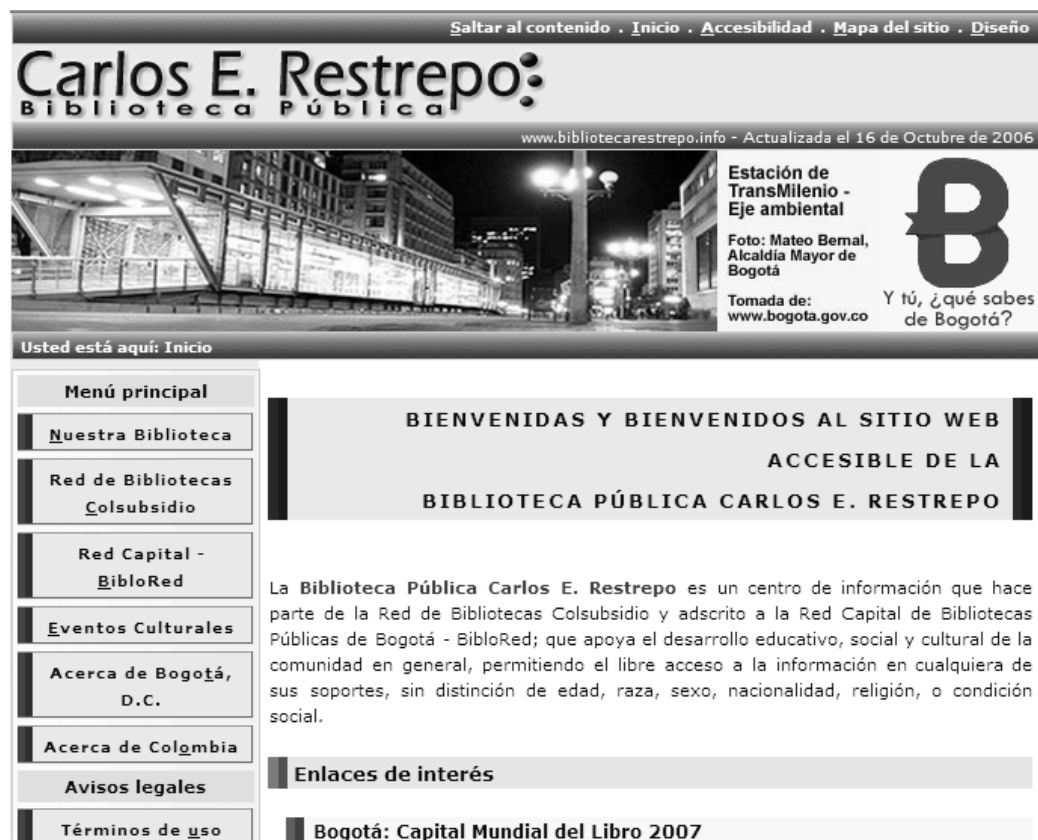 Saltar al contenido . Inicio . Accesibilidad . Mapa del sitio . Diseño
Carlos E. Restrepo
Biblioteca Pública
www.bibliotecarestrepo.info - Actualizada el 16 de Octubre de 2006
Estación de
TransMilenio -
Eje ambiental
Foto: Mateo Bernal,
Alcaldía Mayor de
Bogotá
Tomada de:
www.bogota.gov.co
B
Y tú, ¿qué sabes
de Bogotá?
Usted está aquí: Inicio
Menú principal
Nuestra Biblioteca
Red de Bibliotecas
Colsubsidio
Red Capital -
BibloRed
Eventos Culturales
Acerca de Bogotá,
D.C.
Acerca de Colombia
Avisos legales
Términos de uso
BIENVENIDAS Y BIENVENIDOS AL SITIO WEB
ACCESIBLE DE LA
BIBLIOTECA PÚBLICA CARLOS E. RESTREPO
La Biblioteca Pública Carlos E. Restrepo es un centro de información que hace
parte de la Red de Bibliotecas Colsubsidio y adscrito a la Red Capital de Bibliotecas
Públicas de Bogotá - BibloRed; que apoya el desarrollo educativo, social y cultural de la
comunidad en general, permitiendo el libre acceso a la información en cualquiera de
sus soportes, sin distinción de edad, raza, sexo, nacionalidad, religión, o condición
social.
Enlaces de interés
Bogotá: Capital Mundial del Libro 2007